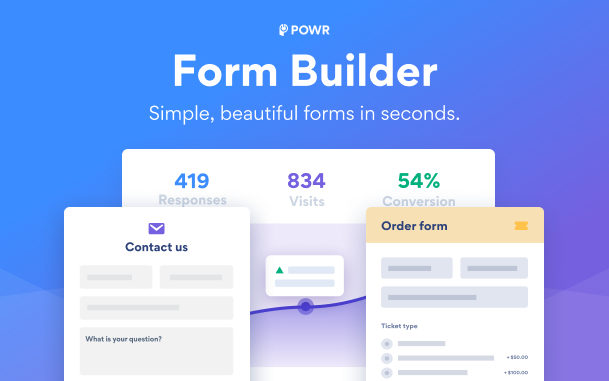 POWR
Form Builder
Simple, beautiful forms in seconds.
419 834 54%
Responses Visits Conversion
Contact us
What is your question?
Order form
Ticket type
+ $50.00
+ $100.00